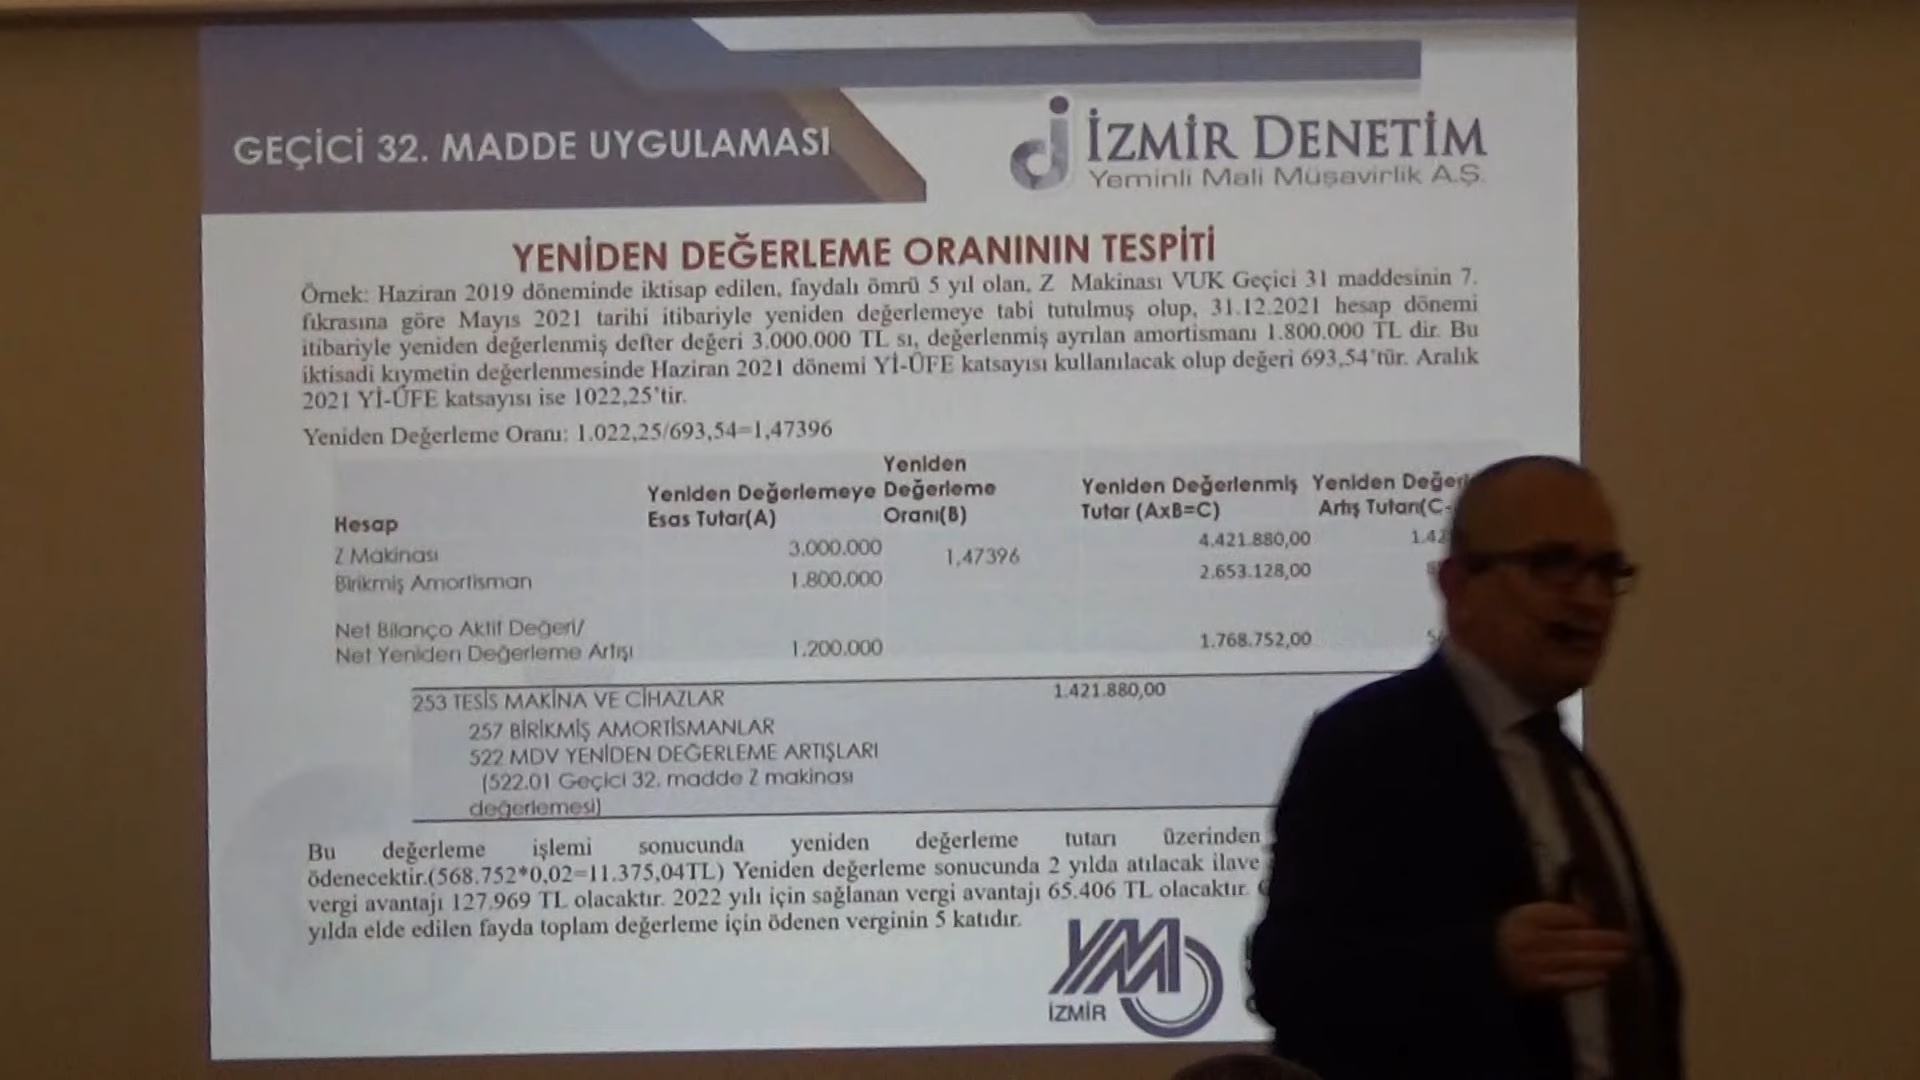 GEÇİCİ 32. MADDE UYGULAMASI
İZMİR DENETİM
Yeminli Mali Müşavirlik A.Ş.
YENİDEN DEĞERLEME ORANININ TESPİTİ
Örnek: Haziran 2019 döneminde iktisap edilen, faydalı ömrü 5 yıl olan, Z Makinası VUK Geçici 31 maddesinin 7.
fıkrasına göre Mayıs 2021 tarihi itibariyle yeniden değerlemeye tabi tutulmuş olup, 31.12.2021 hesap dönemi
itibariyle yeniden değerlenmiş defter değeri 3.000.000 TL sı, değerlenmiş ayrılan amortismanı 1.800.000 TL dir. Bu
iktisadi kıymetin değerlenmesinde Haziran 2021 dönemi Yİ-ÜFE katsayısı kullanılacak olup değeri 693,54'tür. Aralık
2021 Yİ-ÜFE katsayısı ise 1022,25'tir.
Yeniden Değerleme Oranı: 1.022,25/693,54=1,47396
Hesap
Yeniden Değerlemeye Esas Tutar(A)
Yeniden Değerleme Oranı(B)
Yeniden Değerlenmiş Tutar (AxB=C)
Yeniden
Artış Tutarı(C-
Z Makinası 3.000.000 1,47396 4.421.880,00
Birikmiş Amortisman 1.800.000 2.653.128,00
Net Bilanço Aktif Değeri/
Net Yeniden Değerleme Artışı 1.200.000 1.768.752,00
253 TESİS MAKİNA VE CİHAZLAR 1.421.880,00
257 BİRİKMİŞ AMORTİSMANLAR
522 MDV YENİDEN DEĞERLEME ARTIŞLARI
(522.01 Geçici 32. madde Z makinası
değerlemesi)
Bu değerleme işlemi sonucunda yeniden değerleme tutarı üzerinden
ödenecektir.(568.752*0,02=11.375,04TL) Yeniden değerleme sonucunda 2 yılda atılacak ilave
vergi avantajı 127.969 TL olacaktır. 2022 yılı için sağlanan vergi avantajı 65.406 TL olacaktır.
yılda elde edilen fayda toplam değerleme için ödenen verginin 5 katıdır.
YMM
İZMİR